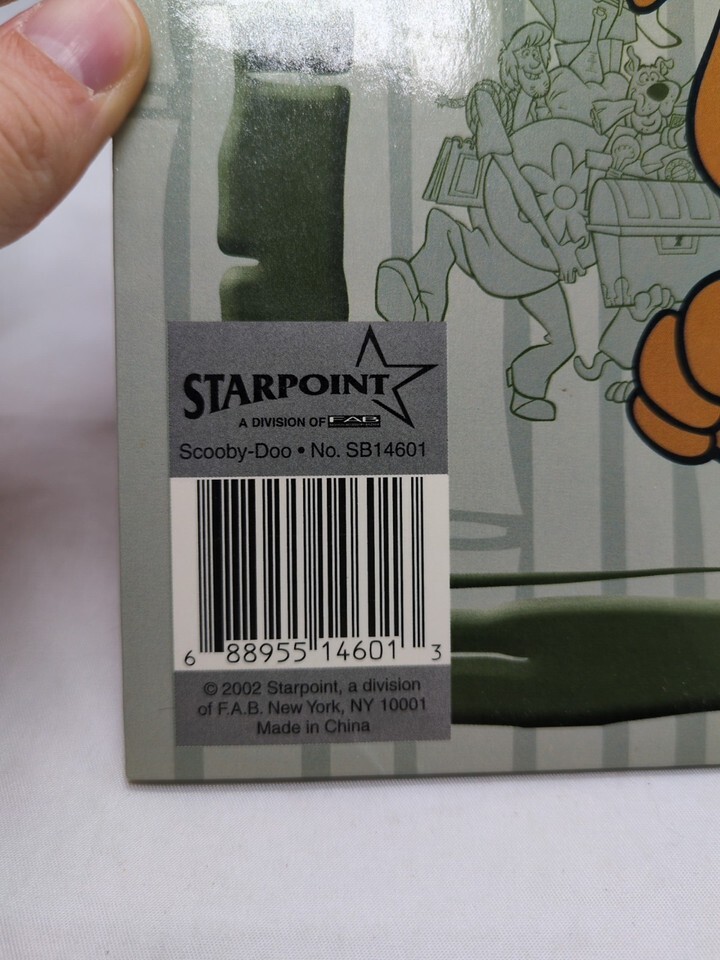 STARPOINT
A DIVISION OF FAB
Scooby-Doo • No. SB14601
6 88955 14601 3
© 2002 Starpoint, a division
of F.A.B. New York, NY 10001
Made in China